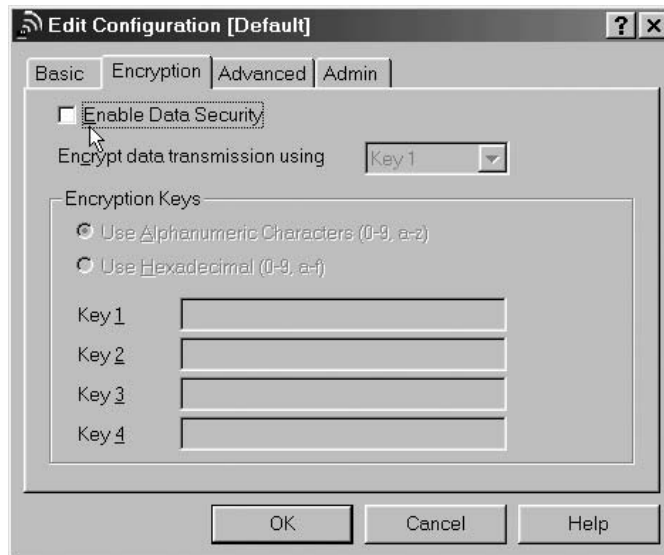 Edit Configuration [Default]
Basic Encryption Advanced Admin
Enable Data Security
Encrypt data transmission using Key 1
Encryption Keys
Use Alphanumeric Characters (0-9, a-z)
Use Hexadecimal (0-9, a-f)
Key 1
Key 2
Key 3
Key 4
OK Cancel Help